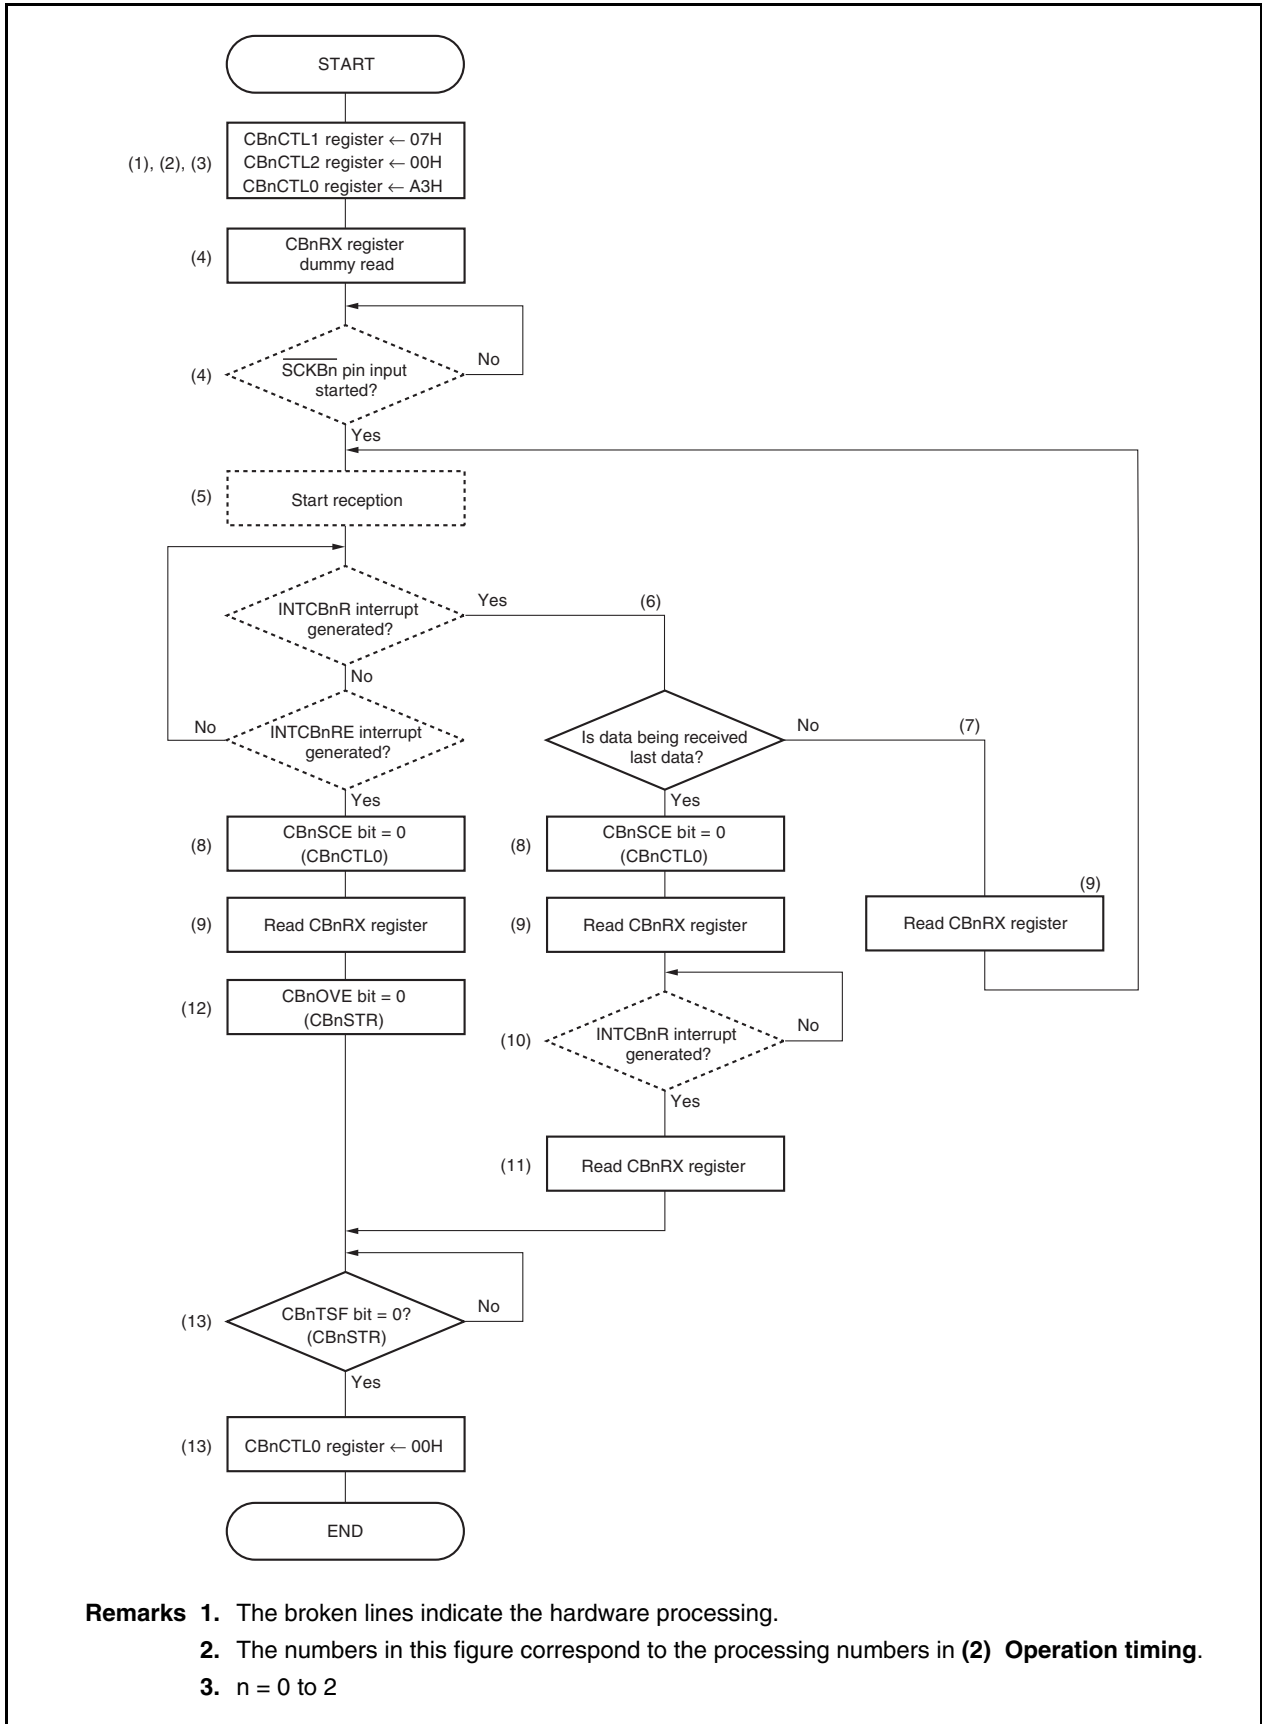 START
(1), (2), (3)
CBnCTL1 register ← 07H
CBnCTL2 register ← 00H
CBnCTL0 register ← A3H
(4)
CBnRX register
dummy read
(4)
SCKBn pin input
started?
No
Yes
(5)
Start reception
INTCBnR interrupt
generated?
Yes
(6)
No
INTCBnRE interrupt
generated?
No
Yes
Is data being received
last data?
No
(7)
Yes
(8)
CBnSCE bit = 0
(CBnCTL0)
(8)
CBnSCE bit = 0
(CBnCTL0)
(9)
Read CBnRX register
(9)
Read CBnRX register
(9)
Read CBnRX register
(12)
CBnOVE bit = 0
(CBnSTR)
(10)
INTCBnR interrupt
generated?
No
Yes
(11)
Read CBnRX register
(13)
CBnTSF bit = 0?
(CBnSTR)
No
Yes
(13)
CBnCTL0 register ← 00H
END
Remarks 1. The broken lines indicate the hardware processing.
2. The numbers in this figure correspond to the processing numbers in (2) Operation timing.
3. n = 0 to 2